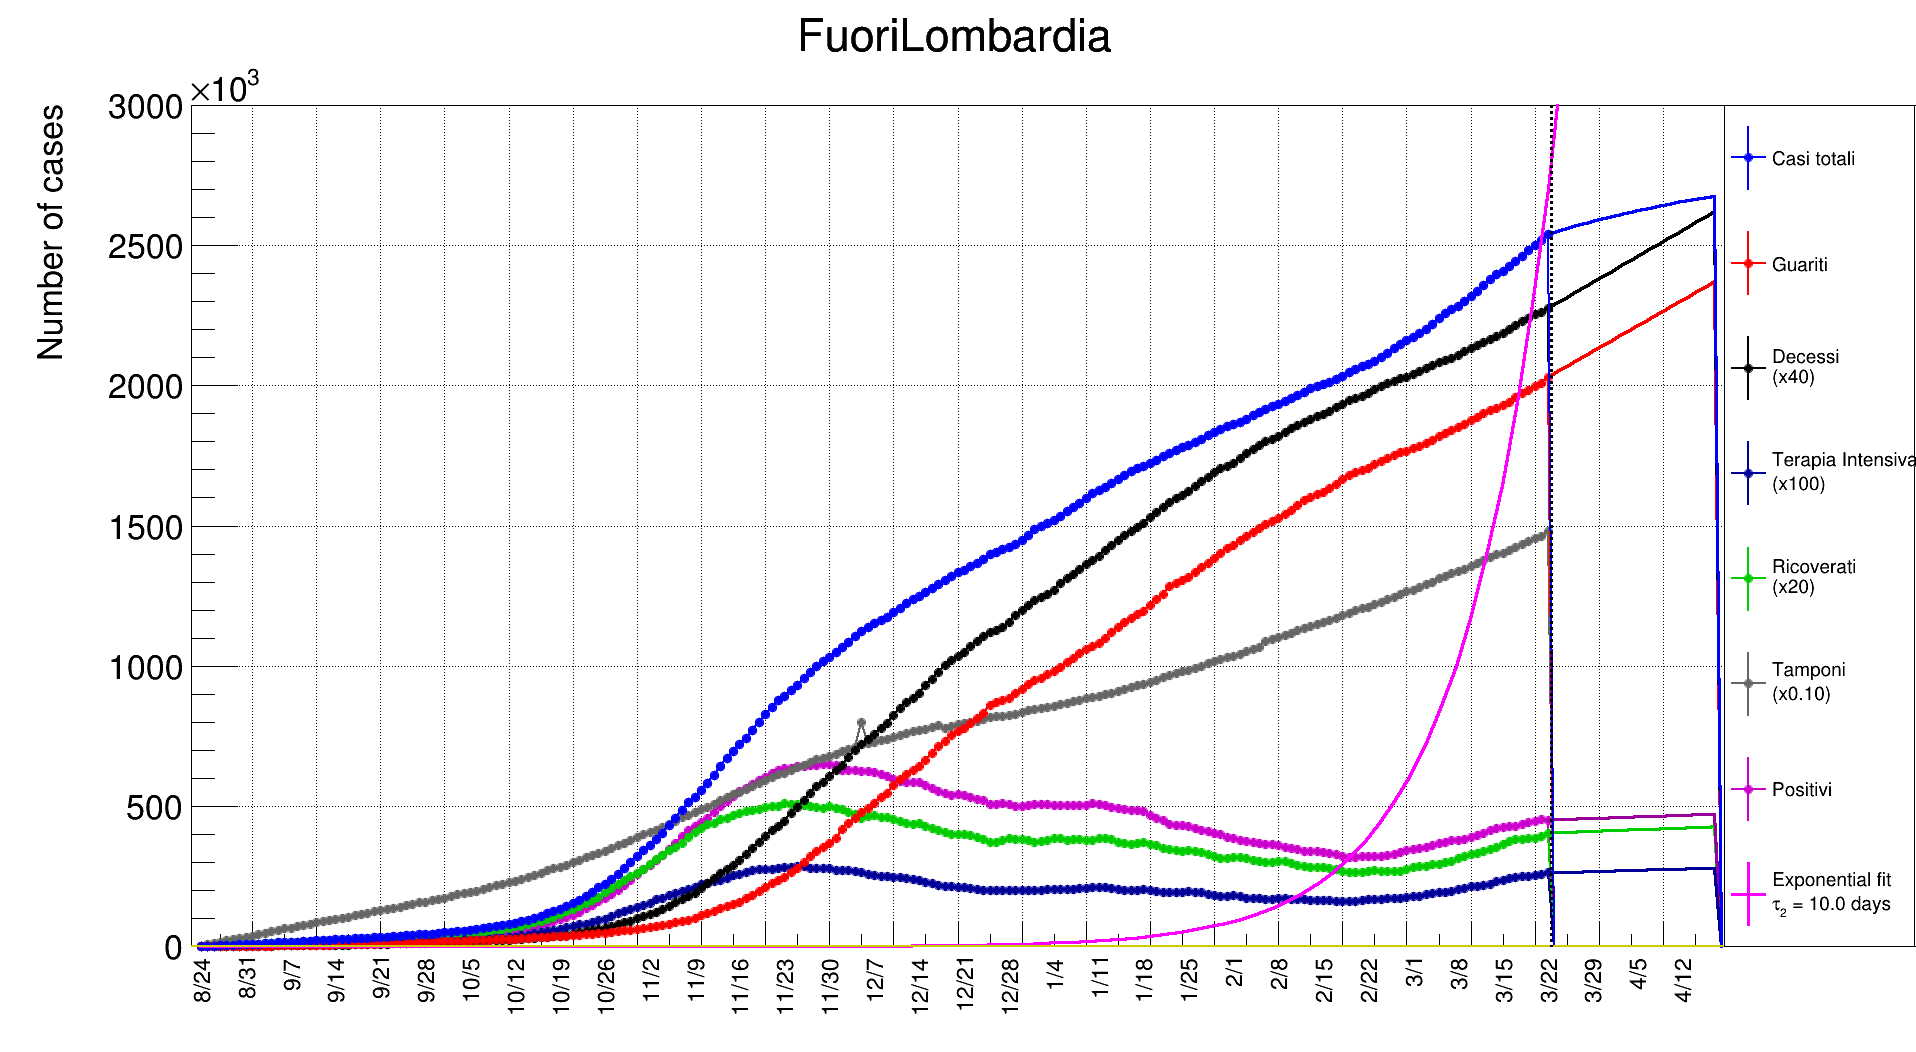 FuoriLombardia
×10³
Number of cases
3000
2500
2000
1500
1000
500
0
8/24 8/31 9/7 9/14 9/21 9/28 10/5 10/12 10/19 10/26 11/2 11/9 11/16 11/23 11/30 12/7 12/14 12/21 12/28 1/4 1/11 1/18 1/25 2/1 2/8 2/15 2/22 3/1 3/8 3/15 3/22 3/29 4/5 4/12
Casi totali
Guariti
Decessi
(x40)
Terapia Intensiva
(x100)
Ricoverati
(x20)
Tamponi
(x0.10)
Positivi
Exponential fit
τ₂ = 10.0 days